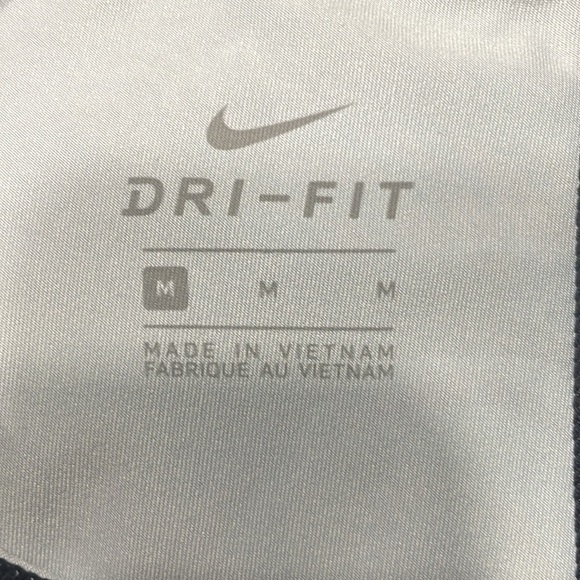 DRI-FIT
M M M
MADE IN VIETNAM
FABRIQUE AU VIETNAM